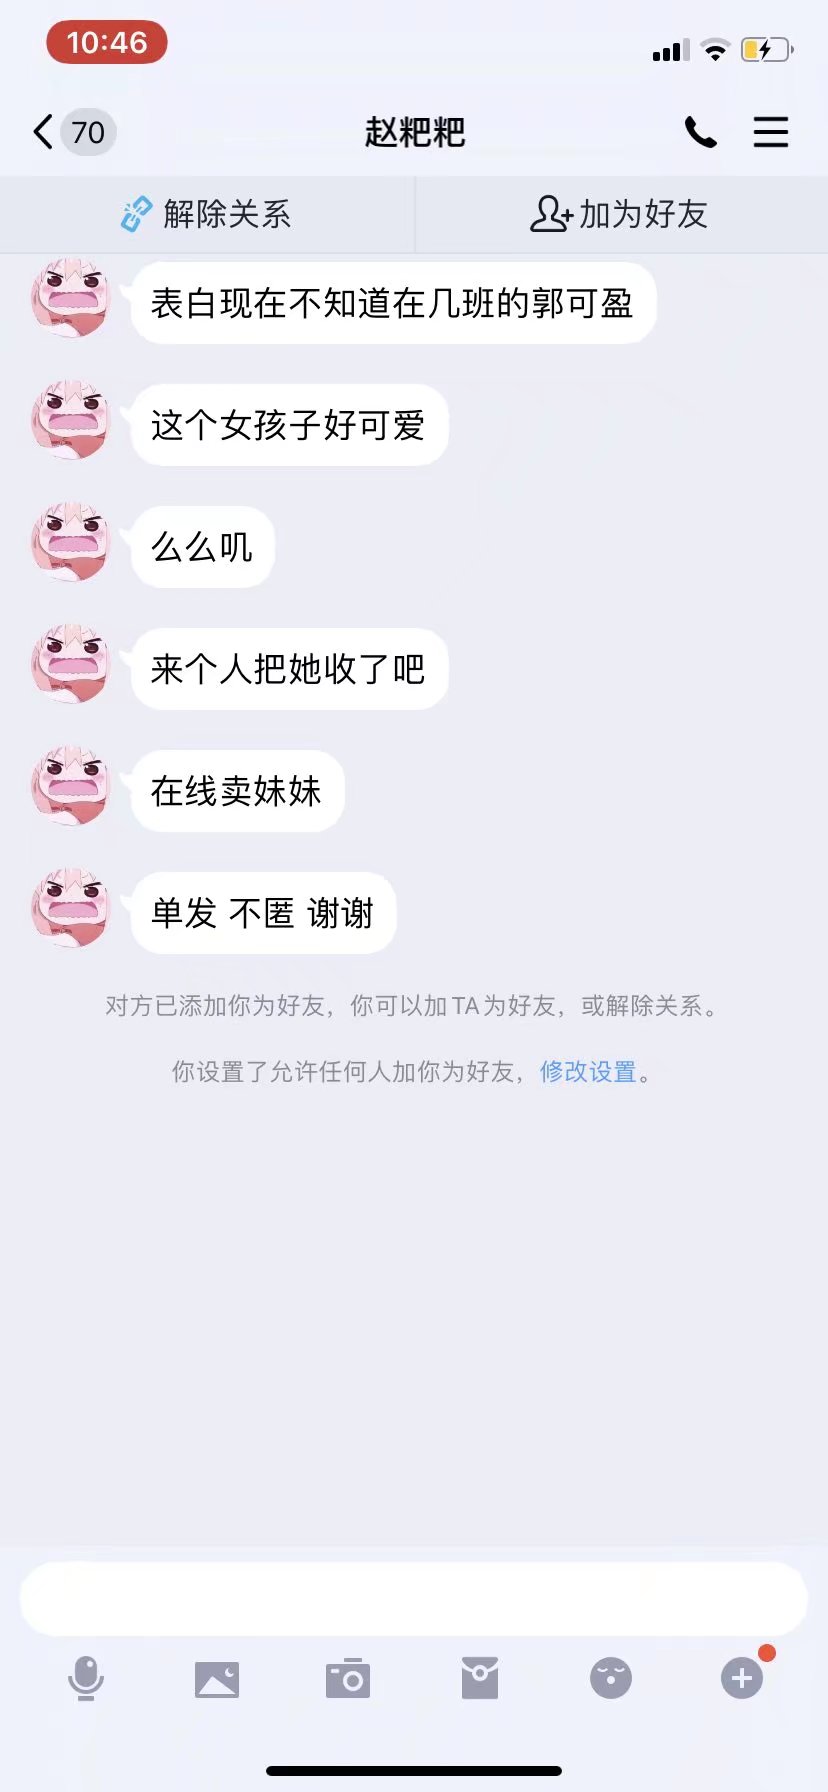 10:46
70
赵粑粑
解除关系
加为好友
表白现在不知道在几班的郭可盈
这个女孩子好可爱
么么叽
来个人把她收了吧
在线卖妹妹
单发 不匿 谢谢
对方已添加你为好友，你可以加TA为好友，或解除关系。
你设置了允许任何人加你为好友，修改设置。